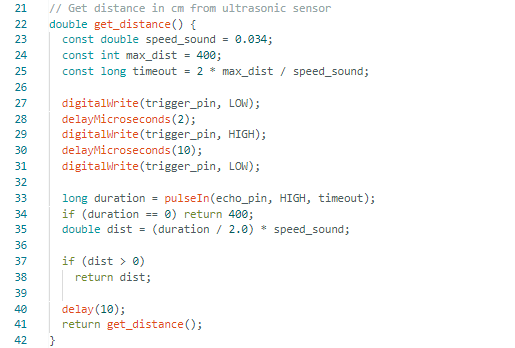 21 // Get distance in cm from ultrasonic sensor
22 double get_distance() {
23   const double speed_sound = 0.034;
24   const int max_dist = 400;
25   const long timeout = 2 * max_dist / speed_sound;
26
27   digitalWrite(trigger_pin, LOW);
28   delayMicroseconds(2);
29   digitalWrite(trigger_pin, HIGH);
30   delayMicroseconds(10);
31   digitalWrite(trigger_pin, LOW);
32
33   long duration = pulseIn(echo_pin, HIGH, timeout);
34   if (duration == 0) return 400;
35   double dist = (duration / 2.0) * speed_sound;
36
37   if (dist > 0)
38     return dist;
39
40   delay(10);
41   return get_distance();
42 }